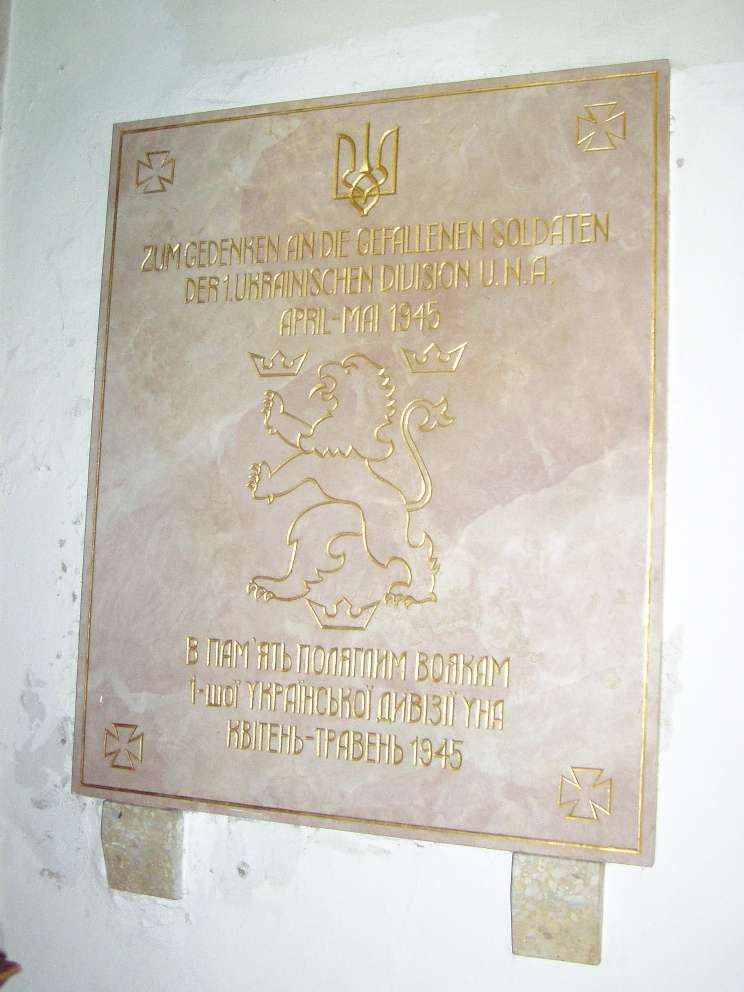 ZUM GEDENKEN AN DIE GEFALLENEN SOLDATEN
DER 1. UKRAINISCHEN DIVISION U.N.A.
APRIL-MAI 1945
В ПАМ'ЯТЬ ПОЛЯГЛИМ ВОЯКАМ
1-шої УКРАЇНСЬКОЇ ДИВІЗІЇ УНА
КВІТЕНЬ-ТРАВЕНЬ 1945